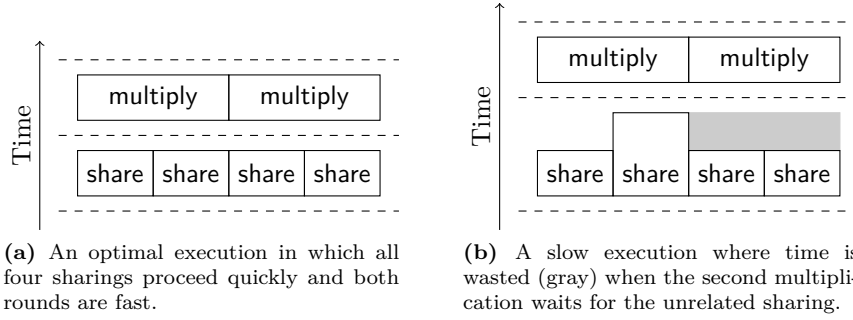 Time
multiply multiply
share share share share
(a) An optimal execution in which all
four sharings proceed quickly and both
rounds are fast.
Time
multiply multiply
share share share share
(b) A slow execution where time is
wasted (gray) when the second multipli-
cation waits for the unrelated sharing.